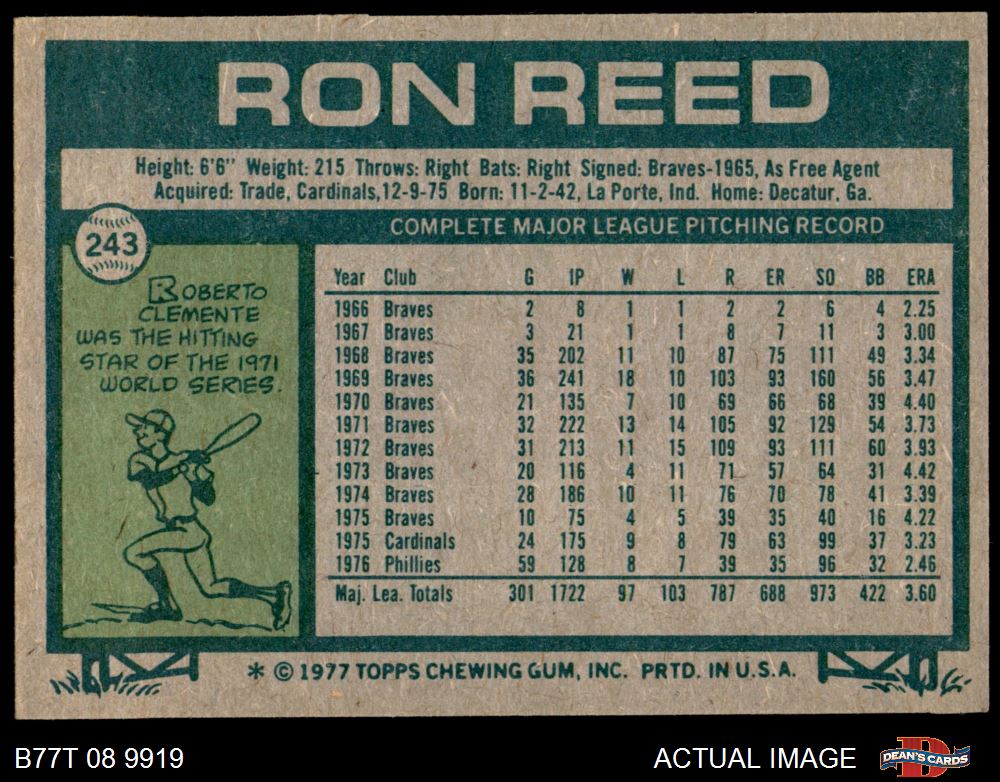 RON REED
Height: 6'6" Weight: 215 Throws: Right Bats: Right Signed: Braves-1965, As Free Agent
Acquired: Trade, Cardinals,12-9-75 Born: 11-2-42, La Porte, Ind. Home: Decatur, Ga.
243
ROBERTO
CLEMENTE
WAS THE HITTING
STAR OF THE 1971
WORLD SERIES.
COMPLETE MAJOR LEAGUE PITCHING RECORD
Year Club G IP W L R ER SO BB ERA
1966 Braves 2 8 1 1 2 2 6 4 2.25
1967 Braves 3 21 1 1 8 7 11 3 3.00
1968 Braves 35 202 11 10 87 75 111 49 3.34
1969 Braves 36 241 18 10 103 93 160 56 3.47
1970 Braves 21 135 7 10 69 66 68 39 4.40
1971 Braves 32 222 13 14 105 92 129 54 3.73
1972 Braves 31 213 11 15 109 93 111 60 3.93
1973 Braves 20 116 4 11 71 57 64 31 4.42
1974 Braves 28 186 10 11 76 70 78 41 3.39
1975 Braves 10 75 4 5 39 35 40 16 4.22
1975 Cardinals 24 175 9 8 79 63 99 37 3.23
1976 Phillies 59 128 8 7 39 35 96 32 2.46
Maj. Lea. Totals 301 1722 97 103 787 688 973 422 3.60
* © 1977 TOPPS CHEWING GUM, INC. PRTD. IN U.S.A.
B77T 08 9919
ACTUAL IMAGE
D
DEAN'S CARDS